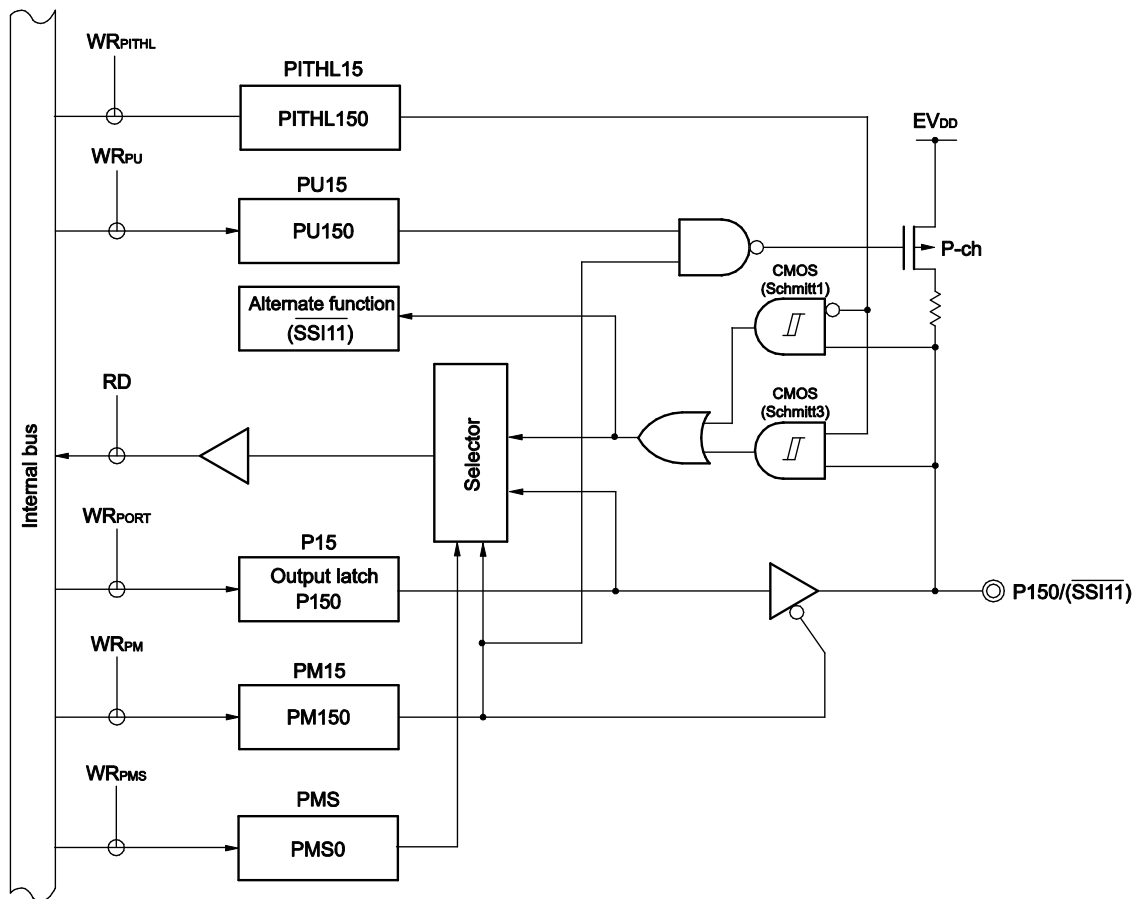 WRPITHL
PITHL15
PITHL150
WRPU
PU15
PU150
EVDD
P-ch
CMOS
(Schmitt1)
Alternate function
(SSI11)
RD
Selector
CMOS
(Schmitt3)
Internal bus
WRPORT
P15
Output latch
P150
P150/(SSI11)
WRPM
PM15
PM150
WRPMS
PMS
PMS0